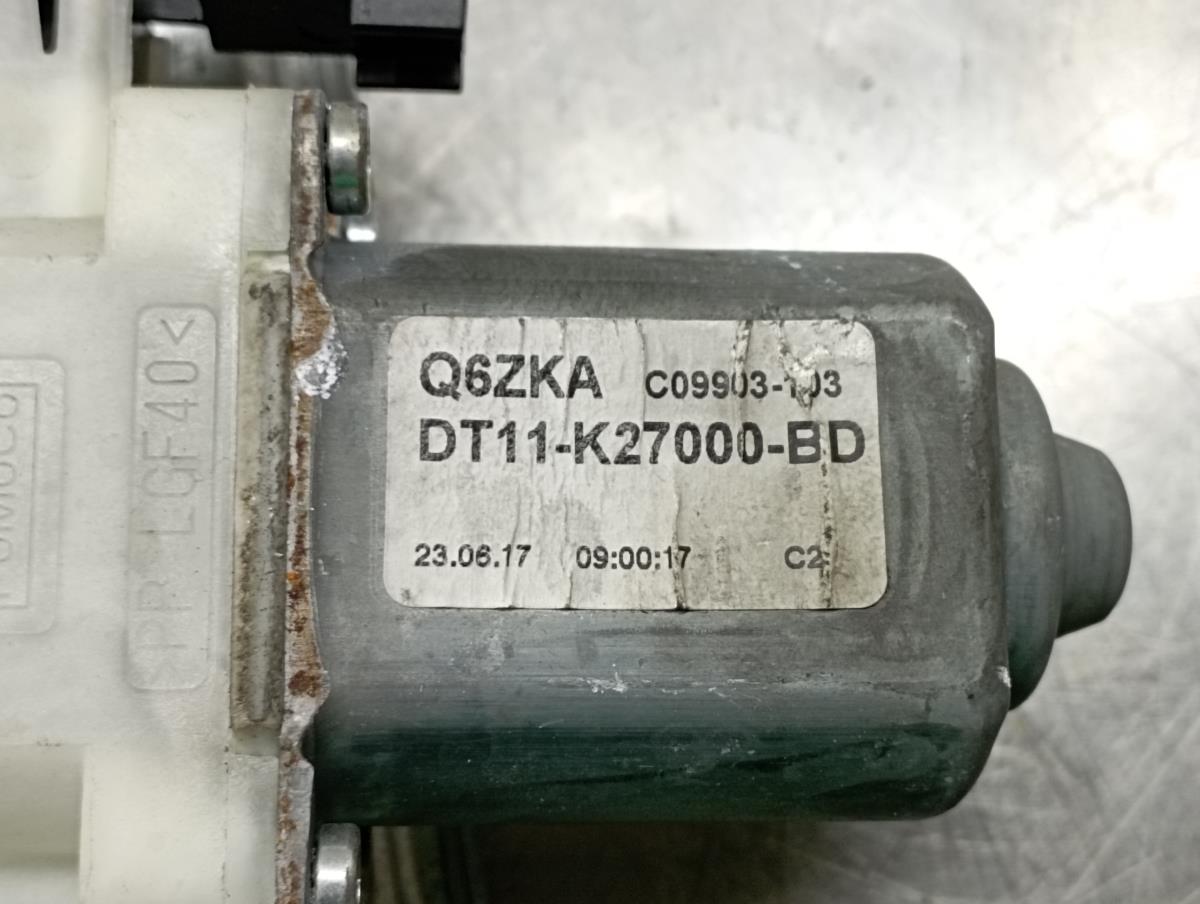 Q6ZKA C09903-103
DT11-K27000-BD
23.06.17 09:00:17 C2
>PP LGF40<